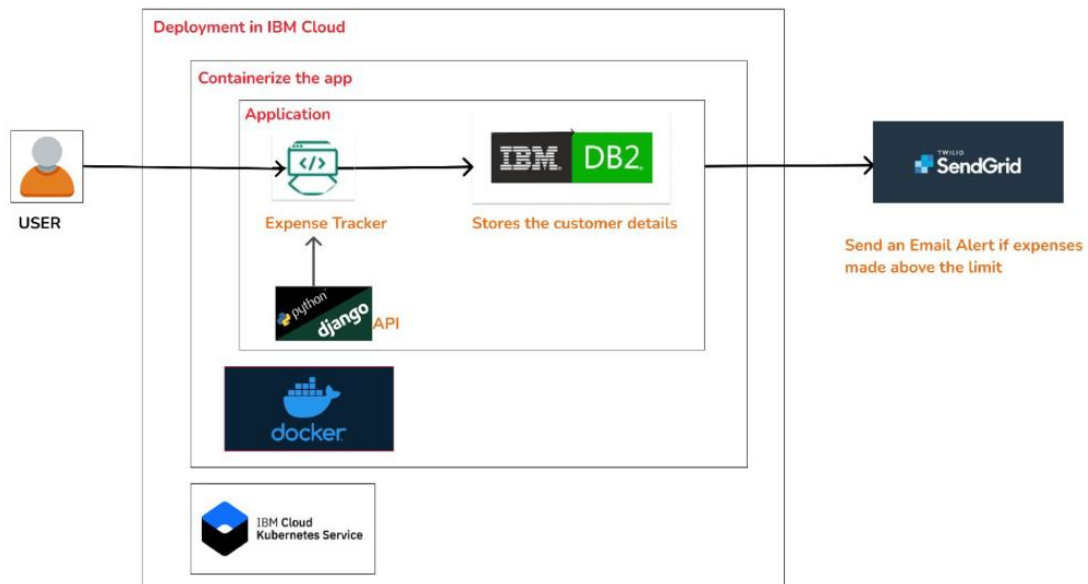 Deployment in IBM Cloud
Containerize the app
Application
</>
IBM DB2
TWILIO
SendGrid
USER
Expense Tracker
Stores the customer details
Send an Email Alert if expenses
made above the limit
python
django
API
docker
IBM Cloud
Kubernetes Service